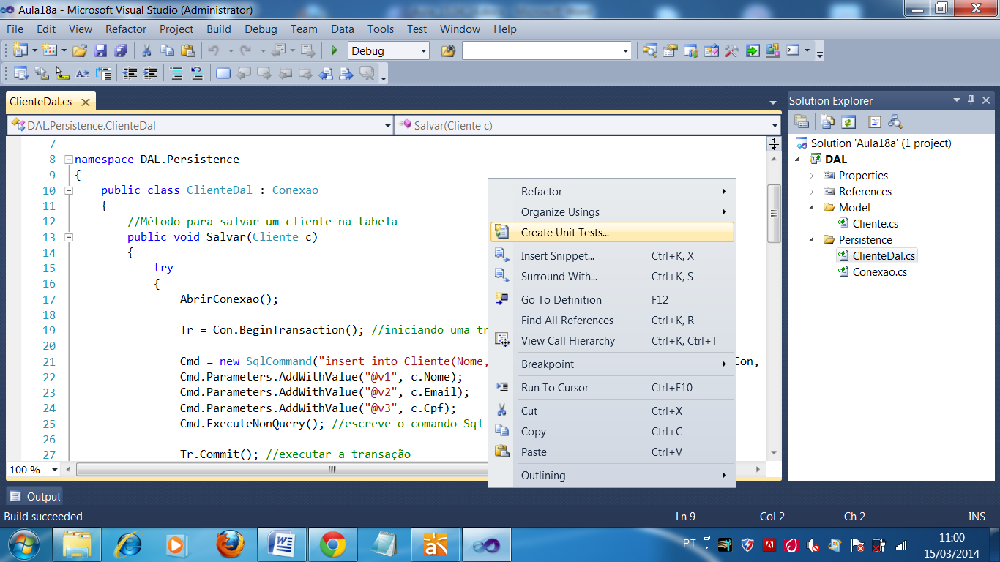 Aula18a - Microsoft Visual Studio (Administrator)
File Edit View Refactor Project Build Debug Team Data Tools Test Window Help
Debug
ClienteDal.cs
DAL.Persistence.ClienteDal
Salvar(Cliente c)
7
8 namespace DAL.Persistence
9 {
10 public class ClienteDal : Conexao
11 {
12 //Método para salvar um cliente na tabela
13 public void Salvar(Cliente c)
14 {
15 try
16 {
17 AbrirConexao();
18
19 Tr = Con.BeginTransaction(); //iniciando uma tr
20
21 Cmd = new SqlCommand("insert into Cliente(Nome, on,
22 Cmd.Parameters.AddWithValue("@v1", c.Nome);
23 Cmd.Parameters.AddWithValue("@v2", c.Email);
24 Cmd.Parameters.AddWithValue("@v3", c.Cpf);
25 Cmd.ExecuteNonQuery(); //escreve o comando Sql
26
27 Tr.Commit(); //executar a transação
100 %
Refactor
Organize Usings
Create Unit Tests...
Insert Snippet... Ctrl+K, X
Surround With... Ctrl+K, S
Go To Definition F12
Find All References Ctrl+K, R
View Call Hierarchy Ctrl+K, Ctrl+T
Breakpoint
Run To Cursor Ctrl+F10
Cut Ctrl+X
Copy Ctrl+C
Paste Ctrl+V
Outlining
Solution Explorer
Solution 'Aula18a' (1 project)
DAL
Properties
References
Model
Cliente.cs
Persistence
ClienteDal.cs
Conexao.cs
Output
Build succeeded Ln 9 Col 2 Ch 2 INS
PT
11:00
15/03/2014